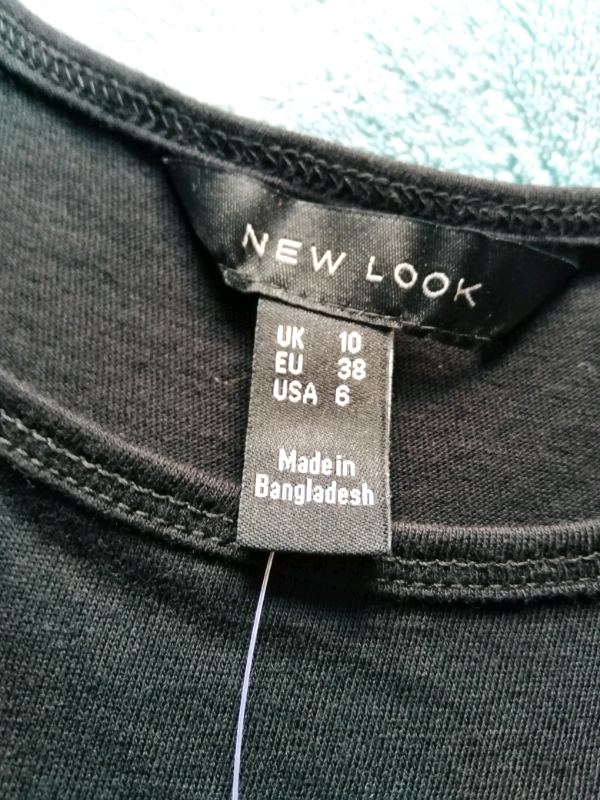 NEW LOOK
UK 10
EU 38
USA 6
Made in
Bangladesh